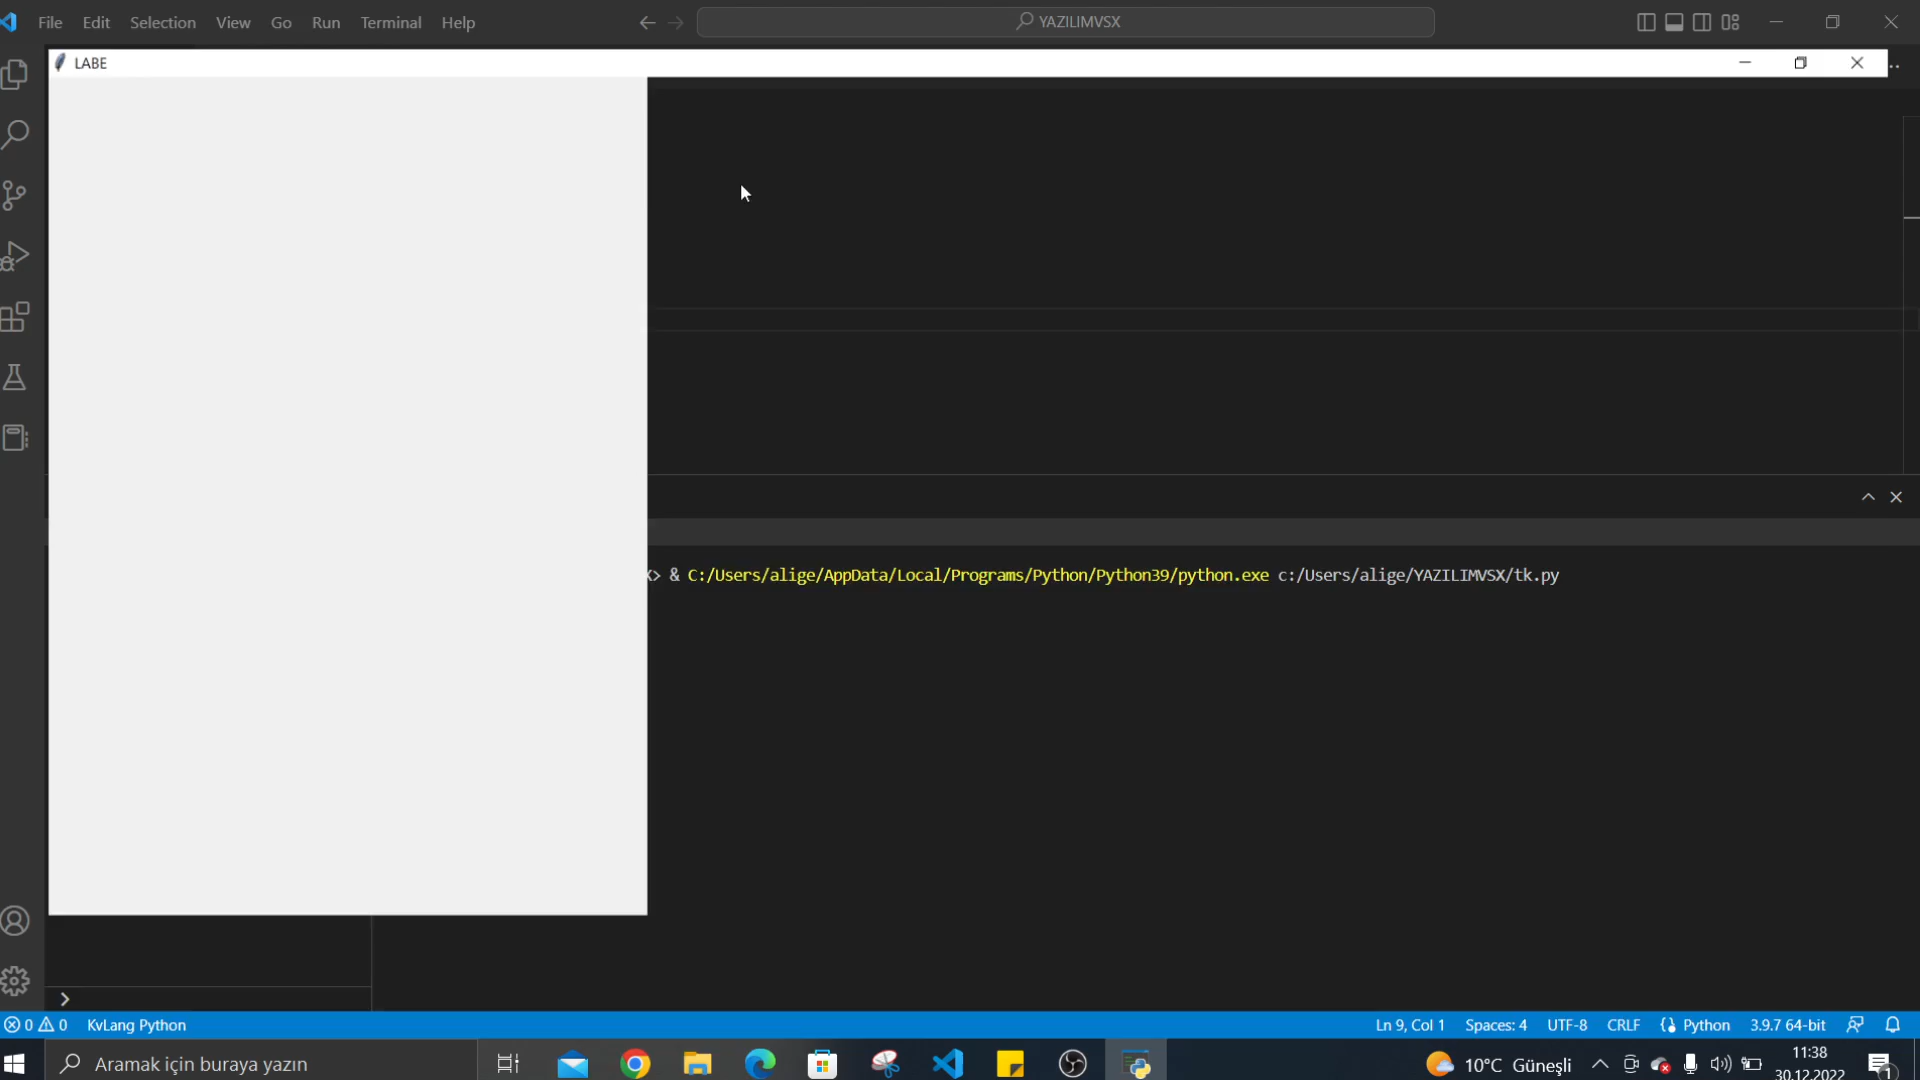 File Edit Selection View Go Run Terminal Help
YAZILIMVSX
LABE
> & C:/Users/alige/AppData/Local/Programs/Python/Python39/python.exe c:/Users/alige/YAZILIMVSX/tk.py
0 0 KvLang Python
Ln 9, Col 1 Spaces: 4 UTF-8 CRLF Python 3.9.7 64-bit
Aramak için buraya yazın
10°C Güneşli
11:38
30.12.2022
1